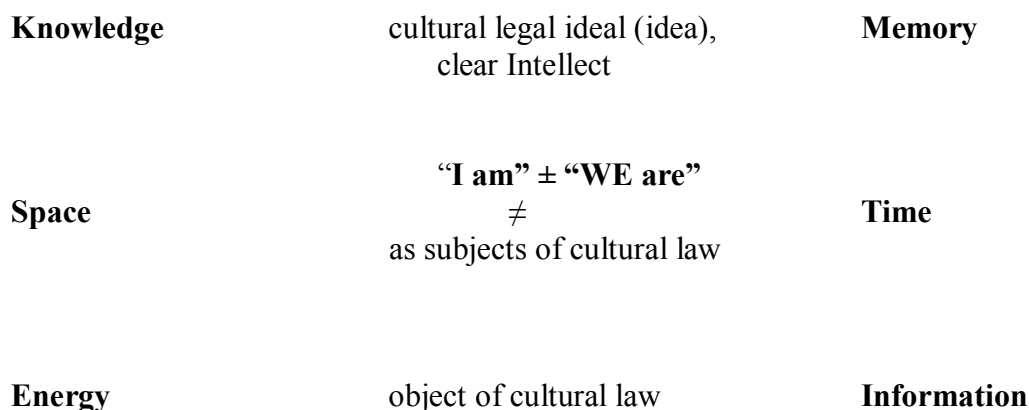 Knowledge cultural legal ideal (idea), Memory
clear Intellect
“I am” ± “WE are”
Space ≠ Time
as subjects of cultural law
Energy object of cultural law Information